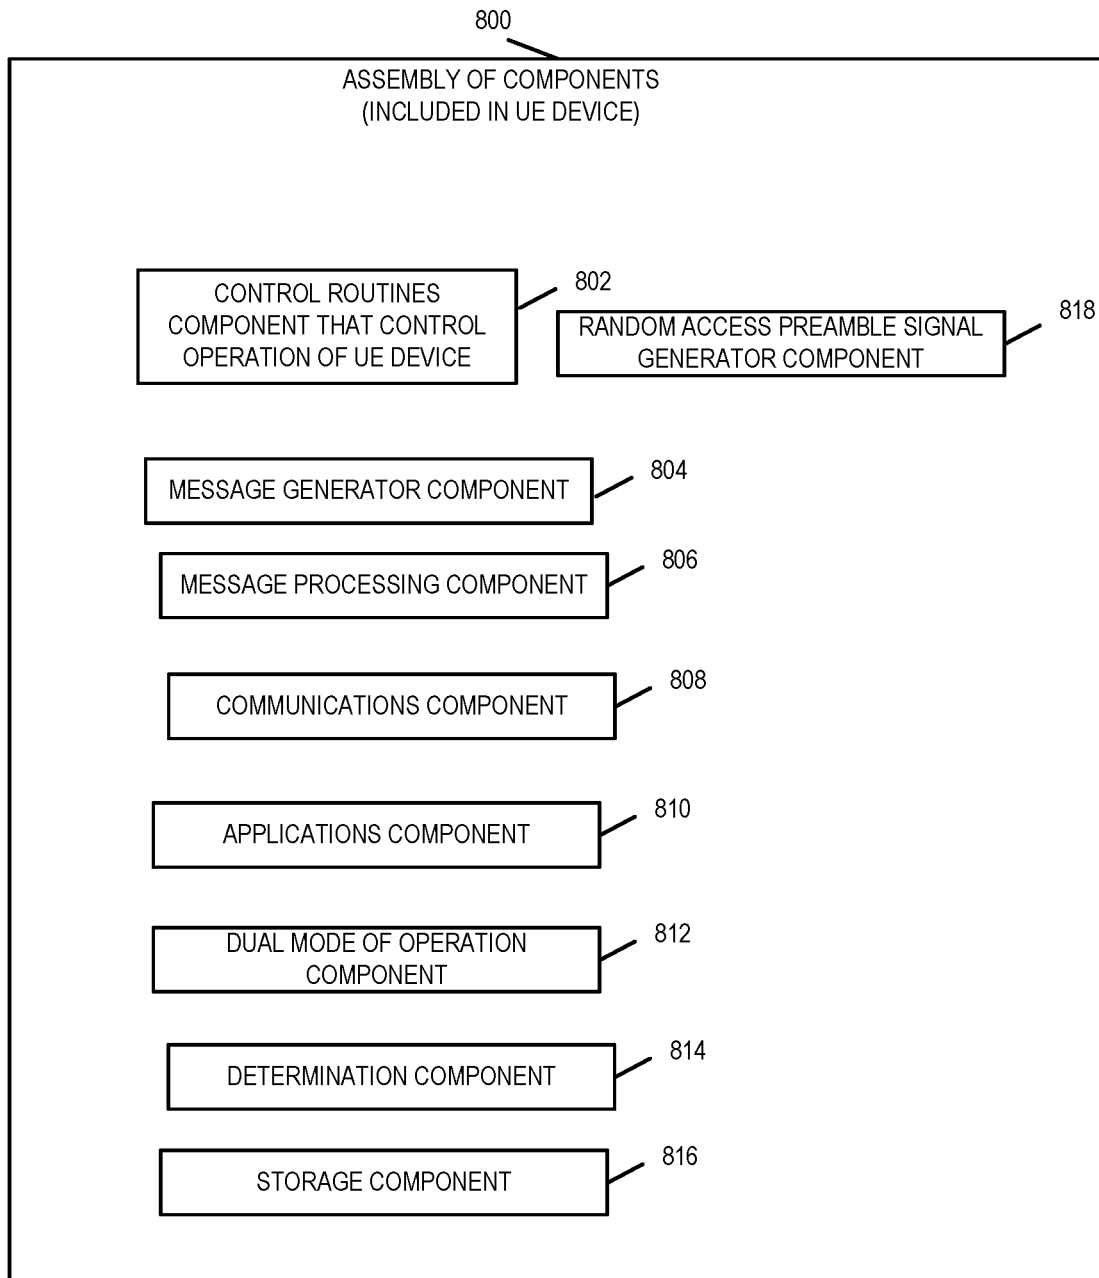 800
ASSEMBLY OF COMPONENTS
(INCLUDED IN UE DEVICE)
CONTROL ROUTINES
COMPONENT THAT CONTROL
OPERATION OF UE DEVICE
802
RANDOM ACCESS PREAMBLE SIGNAL
GENERATOR COMPONENT
818
MESSAGE GENERATOR COMPONENT
804
MESSAGE PROCESSING COMPONENT
806
COMMUNICATIONS COMPONENT
808
APPLICATIONS COMPONENT
810
DUAL MODE OF OPERATION
COMPONENT
812
DETERMINATION COMPONENT
814
STORAGE COMPONENT
816